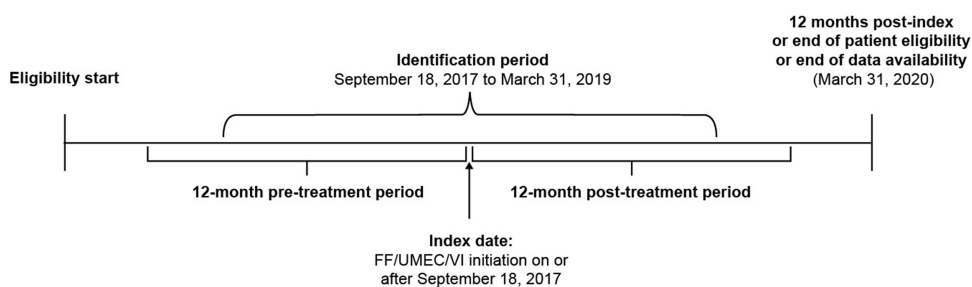 Eligibility start
Identification period
September 18, 2017 to March 31, 2019
12 months post-index
or end of patient eligibility
or end of data availability
(March 31, 2020)
12-month pre-treatment period
12-month post-treatment period
Index date:
FF/UMEC/VI initiation on or
after September 18, 2017